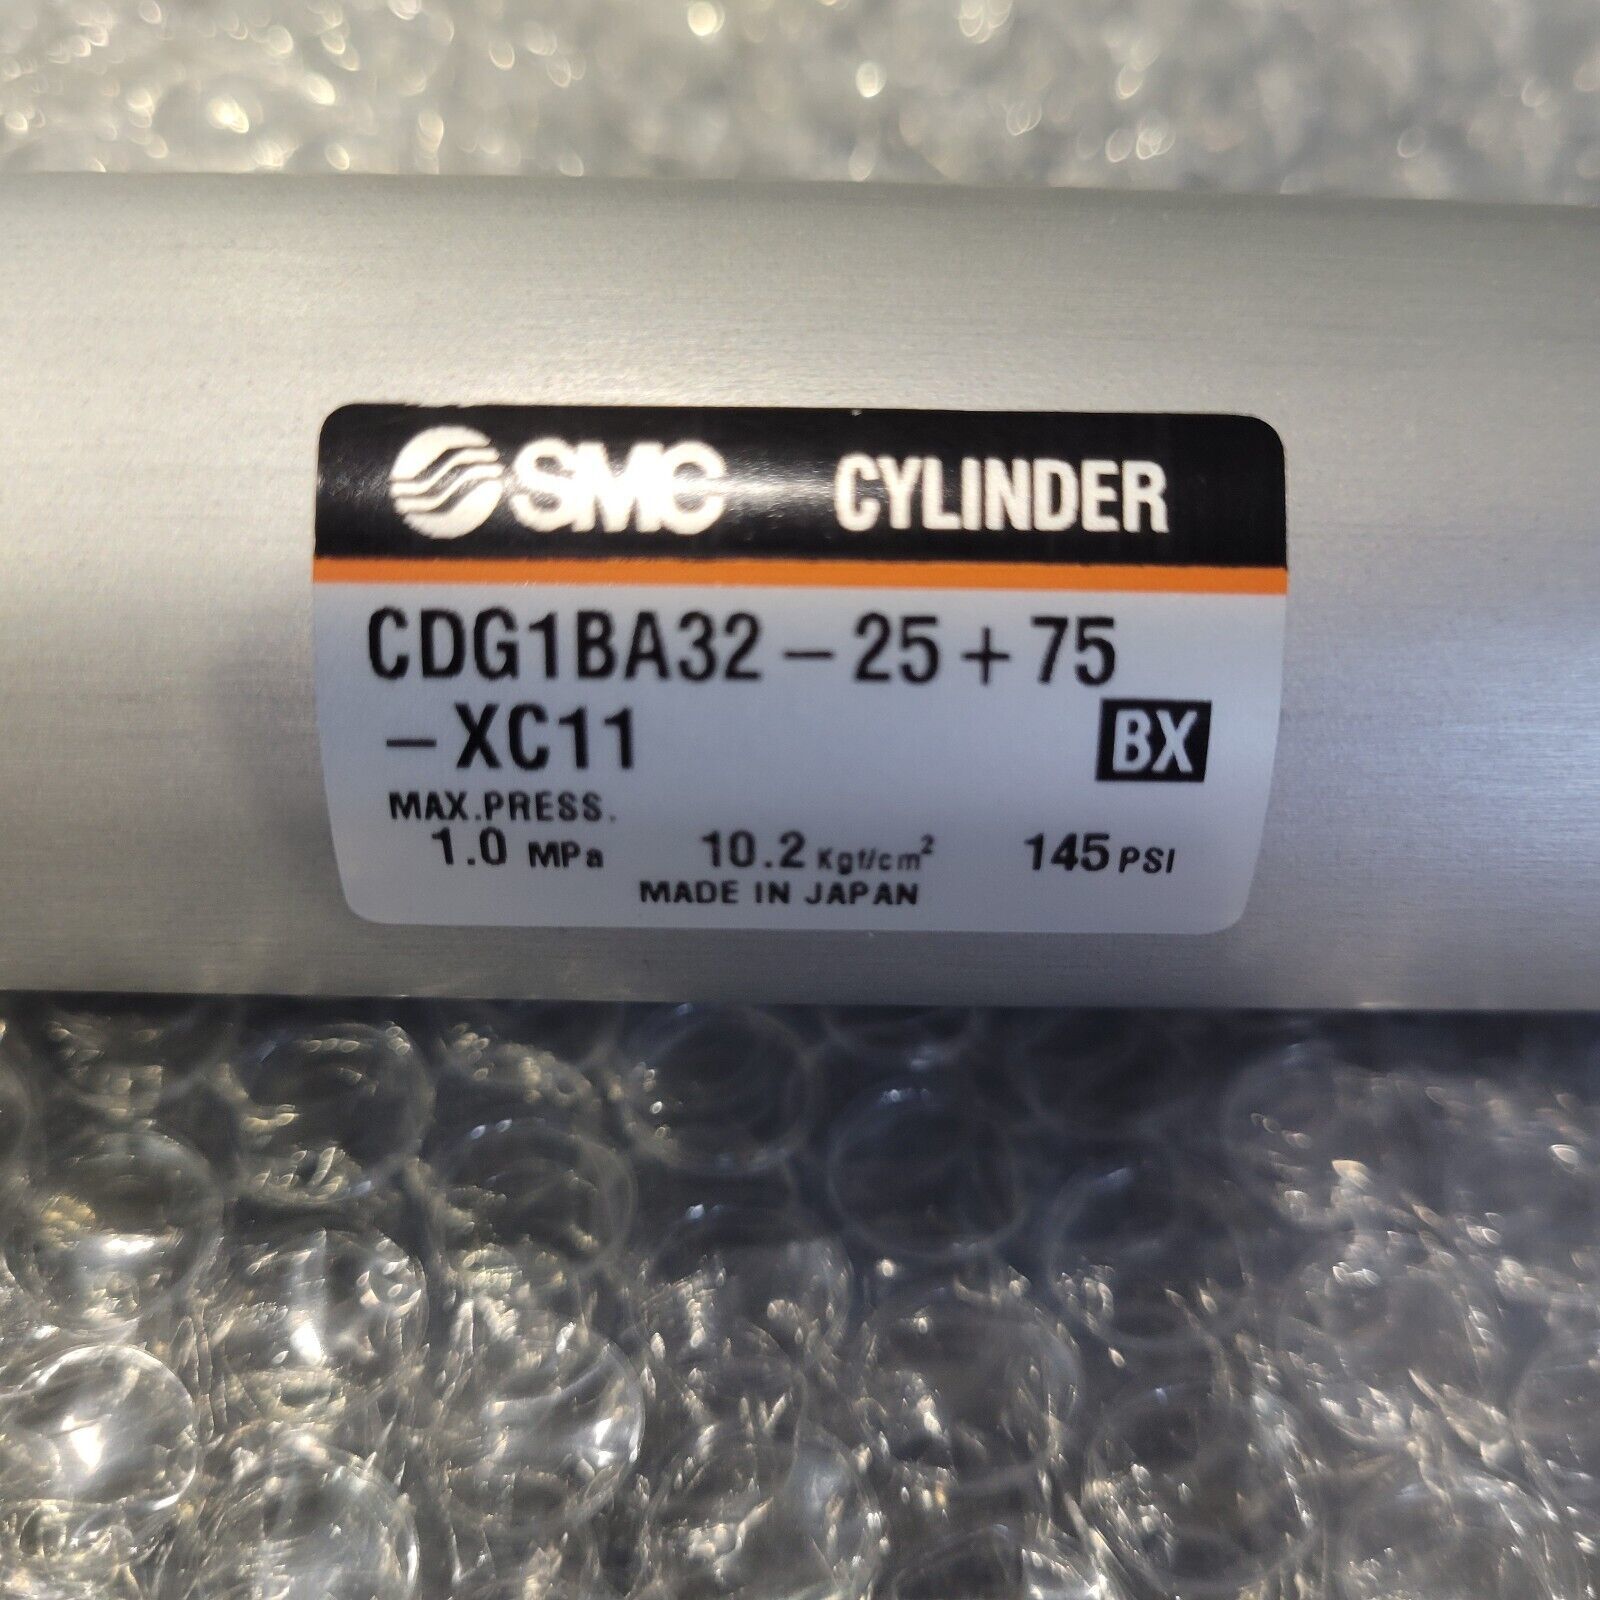 SMC CYLINDER
CDG1BA32-25+75
-XC11 BX
MAX.PRESS.
1.0 MPa 10.2 Kgf/cm² 145 PSI
MADE IN JAPAN